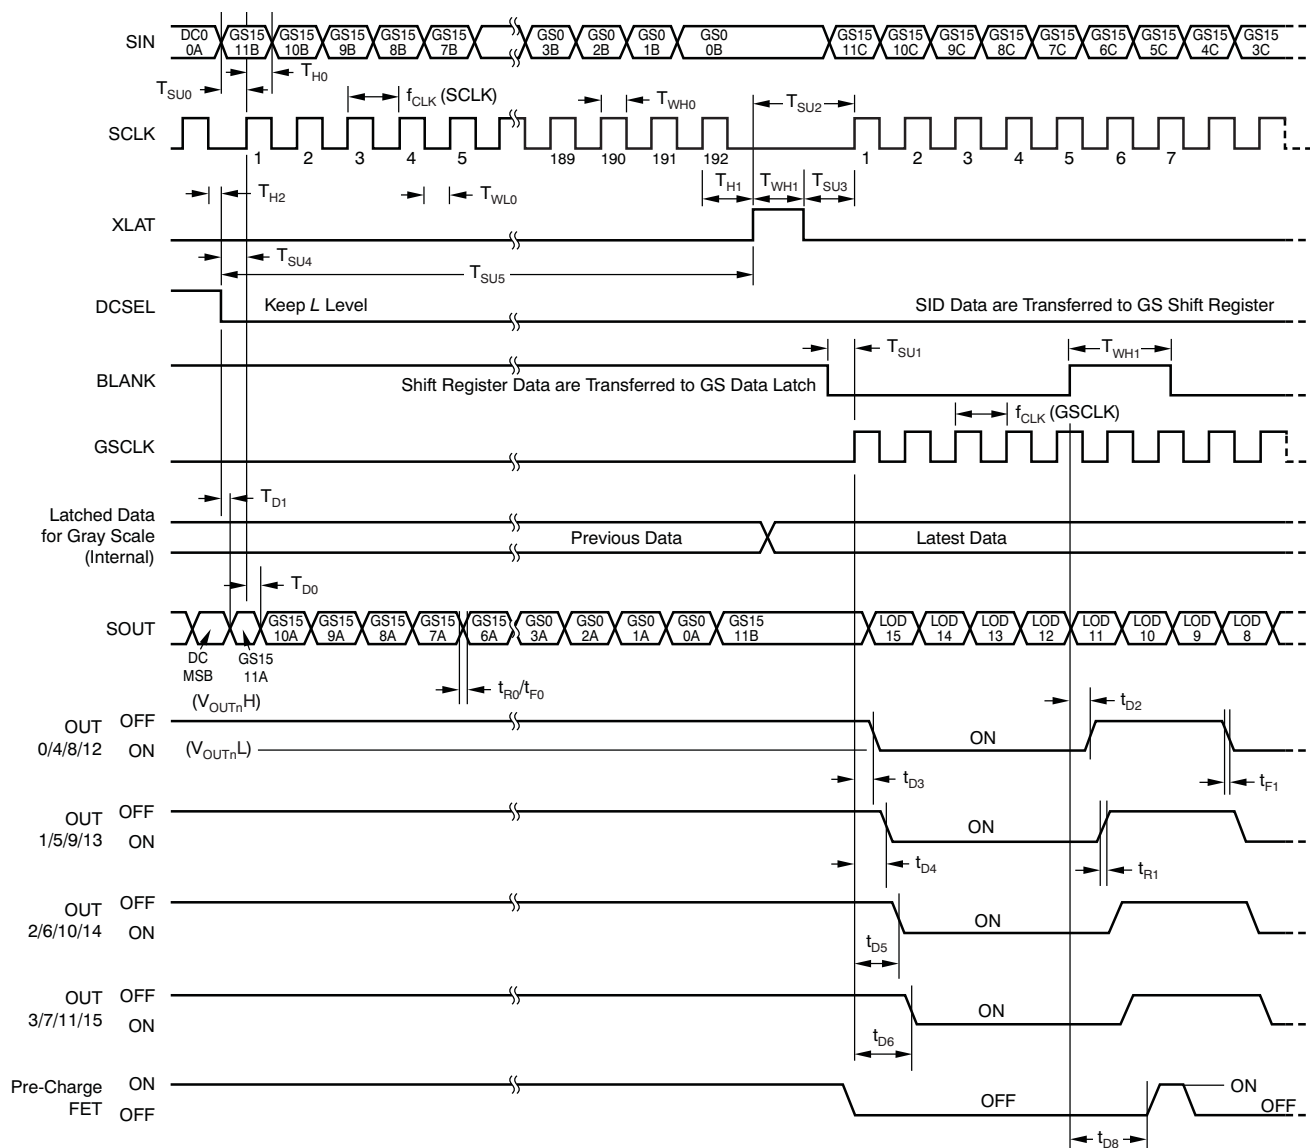 SIN
DC0 0A
GS15 11B
GS15 10B
GS15 9B
GS15 8B
GS15 7B
GS0 3B
GS0 2B
GS0 1B
GS0 0B
GS15 11C
GS15 10C
GS15 9C
GS15 8C
GS15 7C
GS15 6C
GS15 5C
GS15 4C
GS15 3C
TSU0
TH0
fCLK (SCLK)
TWH0
TSU2
SCLK
1 2 3 4 5 189 190 191 192 1 2 3 4 5 6 7
TH2
TWL0
TH1
TWH1
TSU3
XLAT
TSU4
TSU5
DCSEL
Keep L Level
SID Data are Transferred to GS Shift Register
TSU1
TWH1
BLANK
Shift Register Data are Transferred to GS Data Latch
fCLK (GSCLK)
GSCLK
TD1
Latched Data
for Gray Scale
(Internal)
Previous Data
Latest Data
TD0
SOUT
GS15 10A
GS15 9A
GS15 8A
GS15 7A
GS15 6A
GS0 3A
GS0 2A
GS0 1A
GS0 0A
GS15 11B
LOD 15
LOD 14
LOD 13
LOD 12
LOD 11
LOD 10
LOD 9
LOD 8
DC MSB
GS15 11A
tR0/tF0
(VOUTnH)
tD2
OUT
0/4/8/12
OFF
ON
(VOUTnL)
ON
tD3
tF1
OUT
1/5/9/13
OFF
ON
ON
tD4
tR1
OUT
2/6/10/14
OFF
ON
ON
tD5
OUT
3/7/11/15
OFF
ON
ON
tD6
Pre-Charge
FET
ON
OFF
OFF
ON
OFF
tD8